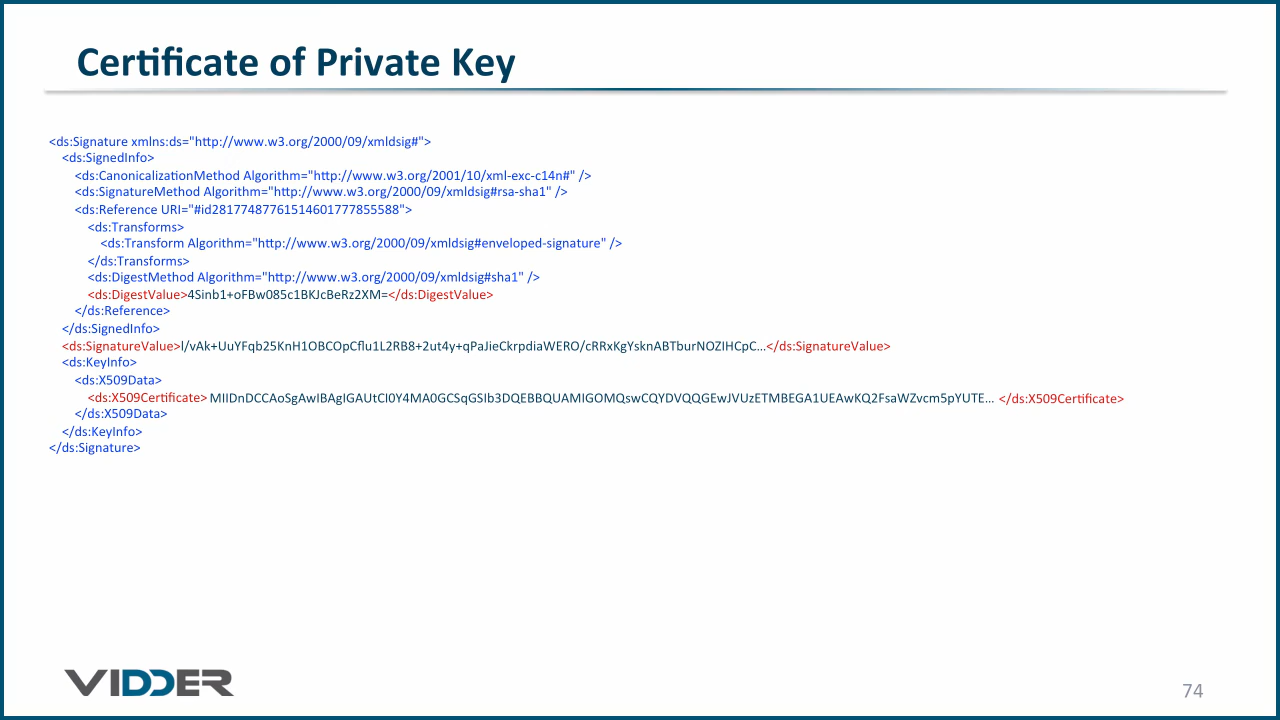 Certificate of Private Key
<ds:Signature xmlns:ds="http://www.w3.org/2000/09/xmldsig#">
<ds:SignedInfo>
<ds:CanonicalizationMethod Algorithm="http://www.w3.org/2001/10/xml-exc-c14n#" />
<ds:SignatureMethod Algorithm="http://www.w3.org/2000/09/xmldsig#rsa-sha1" />
<ds:Reference URI="#id28177487761514601777855588">
<ds:Transforms>
<ds:Transform Algorithm="http://www.w3.org/2000/09/xmldsig#enveloped-signature" />
</ds:Transforms>
<ds:DigestMethod Algorithm="http://www.w3.org/2000/09/xmldsig#sha1" />
<ds:DigestValue>4Sinb1+oFBw085c1BKJcBeRz2XM=</ds:DigestValue>
</ds:Reference>
</ds:SignedInfo>
<ds:SignatureValue>l/vAk+UuYFqb25KnH1OBCOpCflu1L2RB8+2ut4y+qPaJieCkrpdiaWERO/cRRxKgYsknABTburNOZlHCpC...</ds:SignatureValue>
<ds:KeyInfo>
<ds:X509Data>
<ds:X509Certificate> MIIDnDCCAoSgAwIBAgIGAUtCI0Y4MA0GCSqGSIb3DQEBBQUAMIGOMQswCQYDVQQGEwJVUzETMBEGA1UEAwKQ2FsaWZvcm5pYUTE... </ds:X509Certificate>
</ds:X509Data>
</ds:KeyInfo>
</ds:Signature>
VIDDER
74